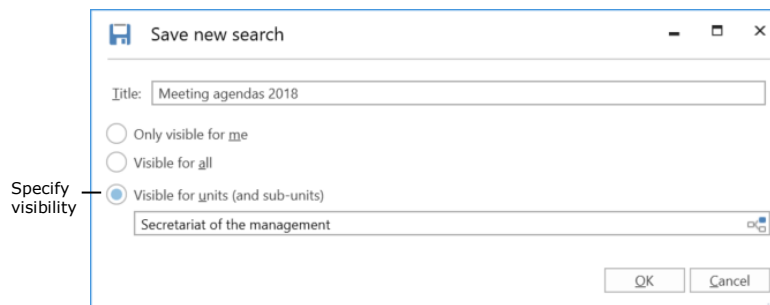 Save new search
Title: Meeting agendas 2018
Only visible for me
Visible for all
Specify visibility
Visible for units (and sub-units)
Secretariat of the management
OK Cancel